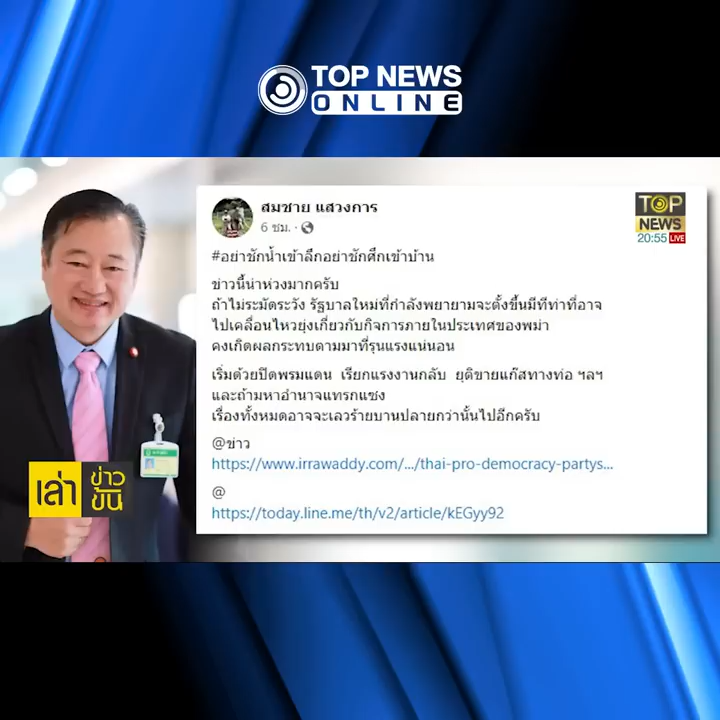 TOP NEWS
ONLINE
สมชาย แสวงการ
6 ชม. ·
#อย่าชักน้ำเข้าลึกอย่าชักศึกเข้าบ้าน
ข่าวนี้น่าห่วงมากครับ
ถ้าไม่ระมัดระวัง รัฐบาลใหม่ที่กำลังพยายามจะตั้งขึ้นมีทีท่าที่อาจ
ไปเคลื่อนไหวยุ่งเกี่ยวกับกิจการภายในประเทศของพม่า
คงเกิดผลกระทบตามมาที่รุนแรงแน่นอน
เริ่มด้วยปิดพรมแดน เรียกแรงงานกลับ ยุติขายแก๊สทางท่อ ฯลฯ
และถ้ามหาอำนาจแทรกแซง
เรื่องทั้งหมดอาจจะเลวร้ายบานปลายกว่านั้นไปอีกครับ
@ข่าว
https://www.irrawaddy.com/.../thai-pro-democracy-partys...
@
https://today.line.me/th/v2/article/kEGyy92
TOP
NEWS
20:55 LIVE
เล่า
ข่าว
ข้น